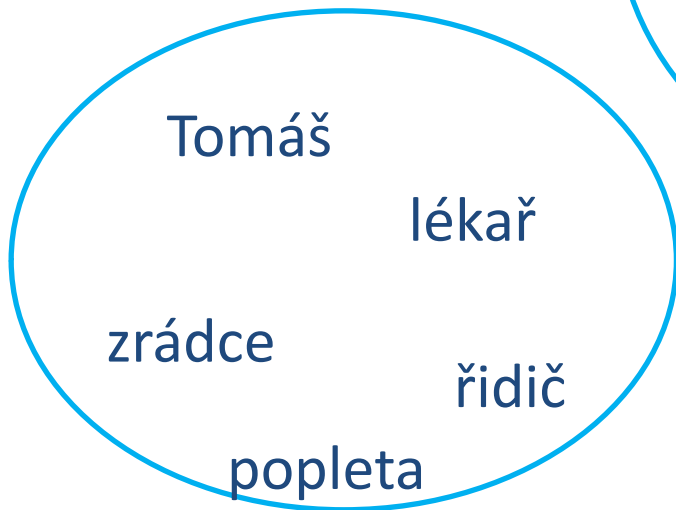 Tomáš
lékař
zrádce
řidič
popleta